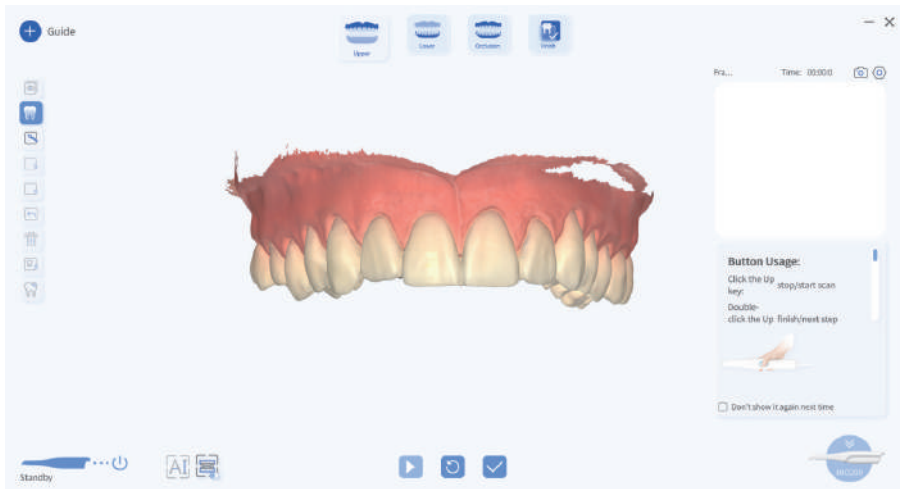 Guide
Upper
Lower
Occlusion
Fra...
Time: 00:00:0
Button Usage:
Click the Up key: stop/start scan
Double-click the Up finish/next step
Don't show it again next time
Standby
AI